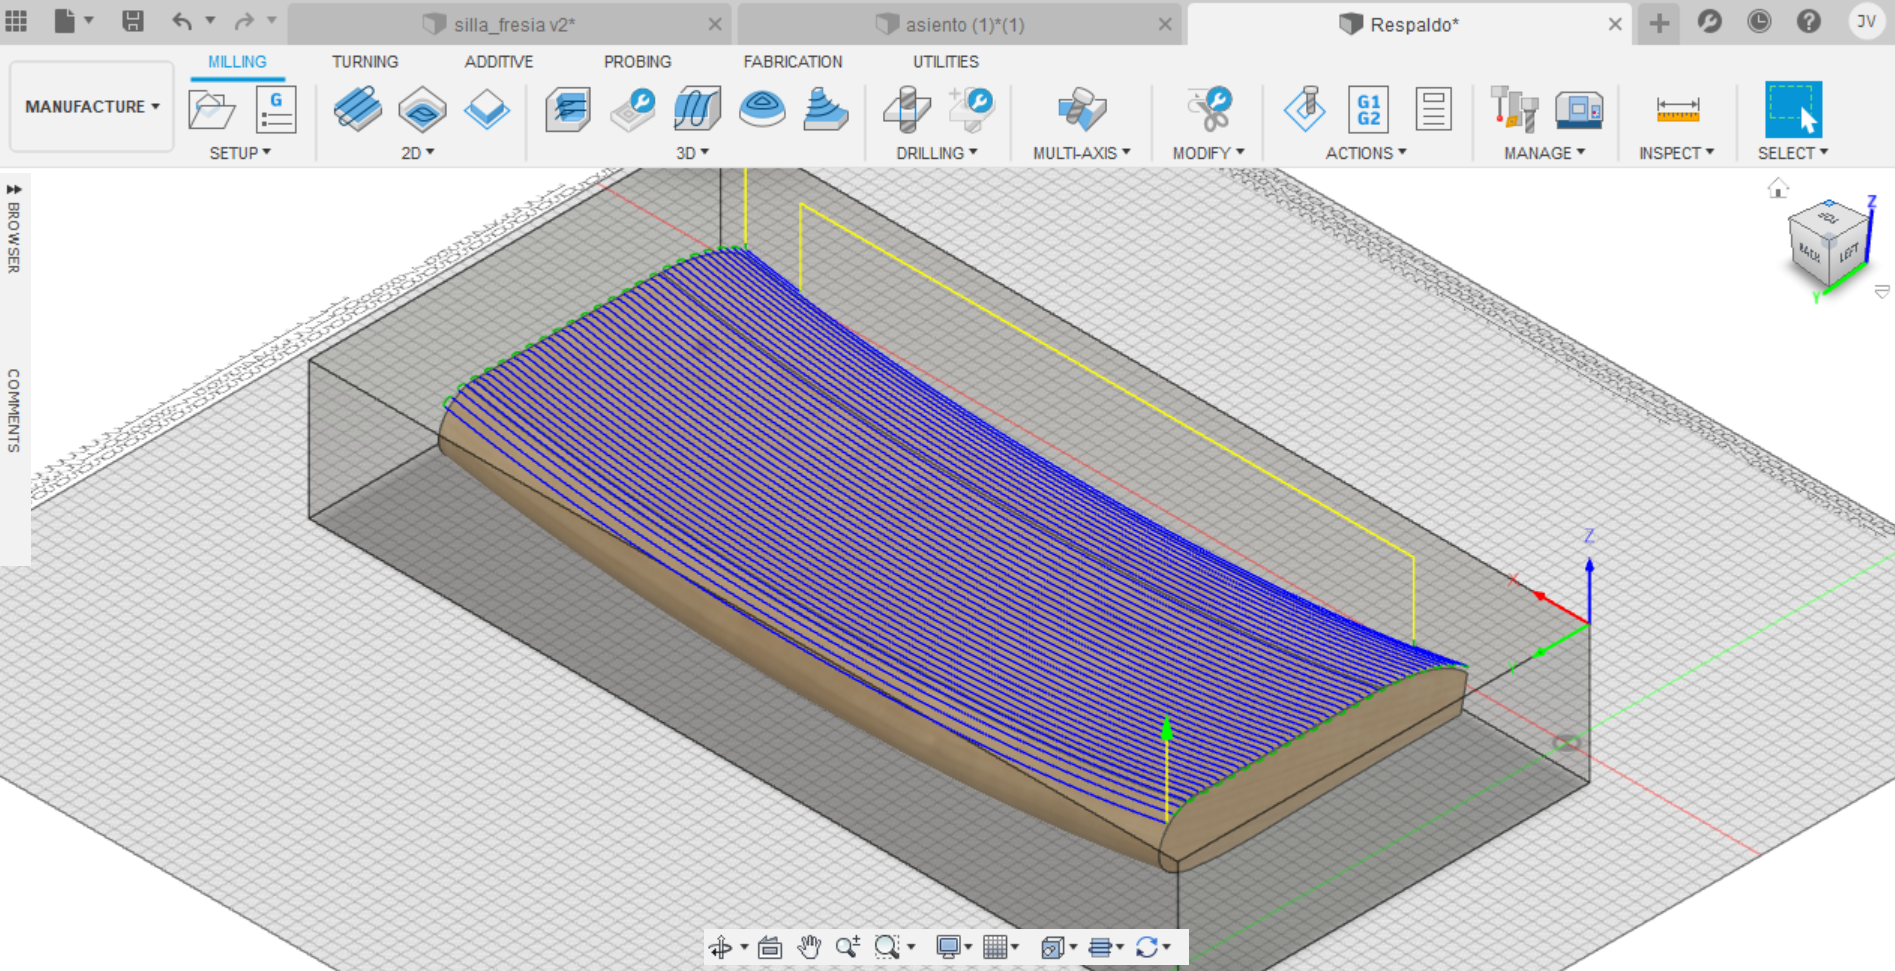 silla_fresia v2*
asiento (1)*(1)
Respaldo*
JV
MILLING
TURNING
ADDITIVE
PROBING
FABRICATION
UTILITIES
MANUFACTURE
G
G1
G2
SETUP
2D
3D
DRILLING
MULTI-AXIS
MODIFY
ACTIONS
MANAGE
INSPECT
SELECT
BROWSER
COMMENTS
TOP
BACK
LEFT
Z
Y
Z
X
Y